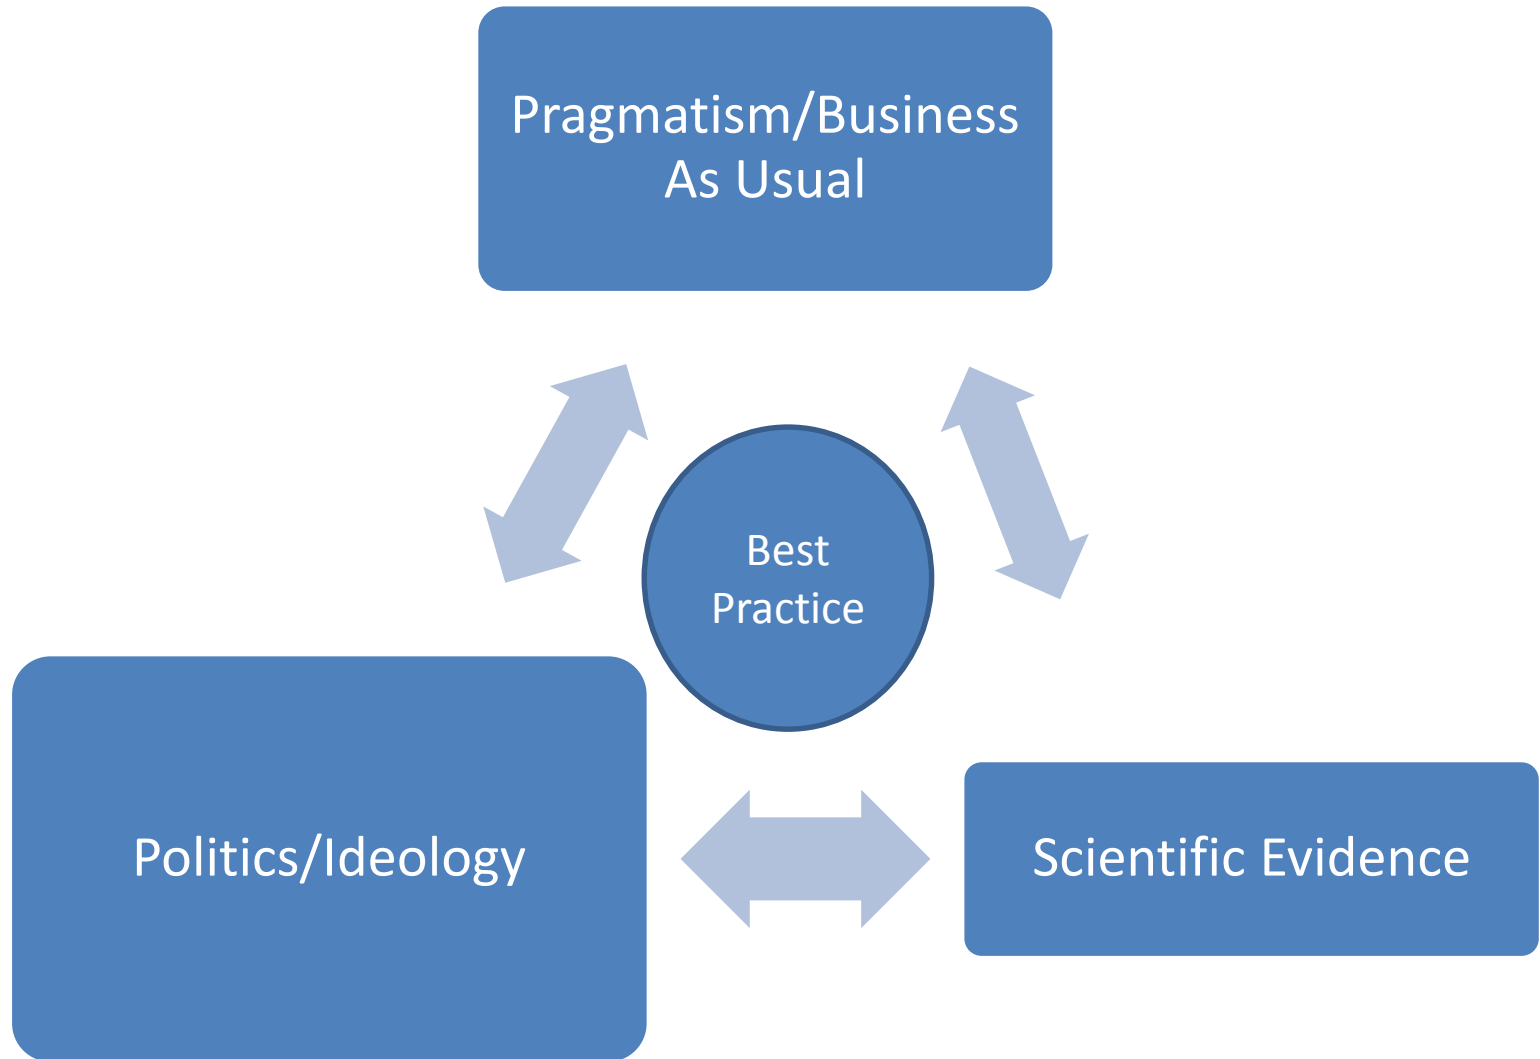 Pragmatism/Business
As Usual
Best
Practice
Politics/Ideology
Scientific Evidence